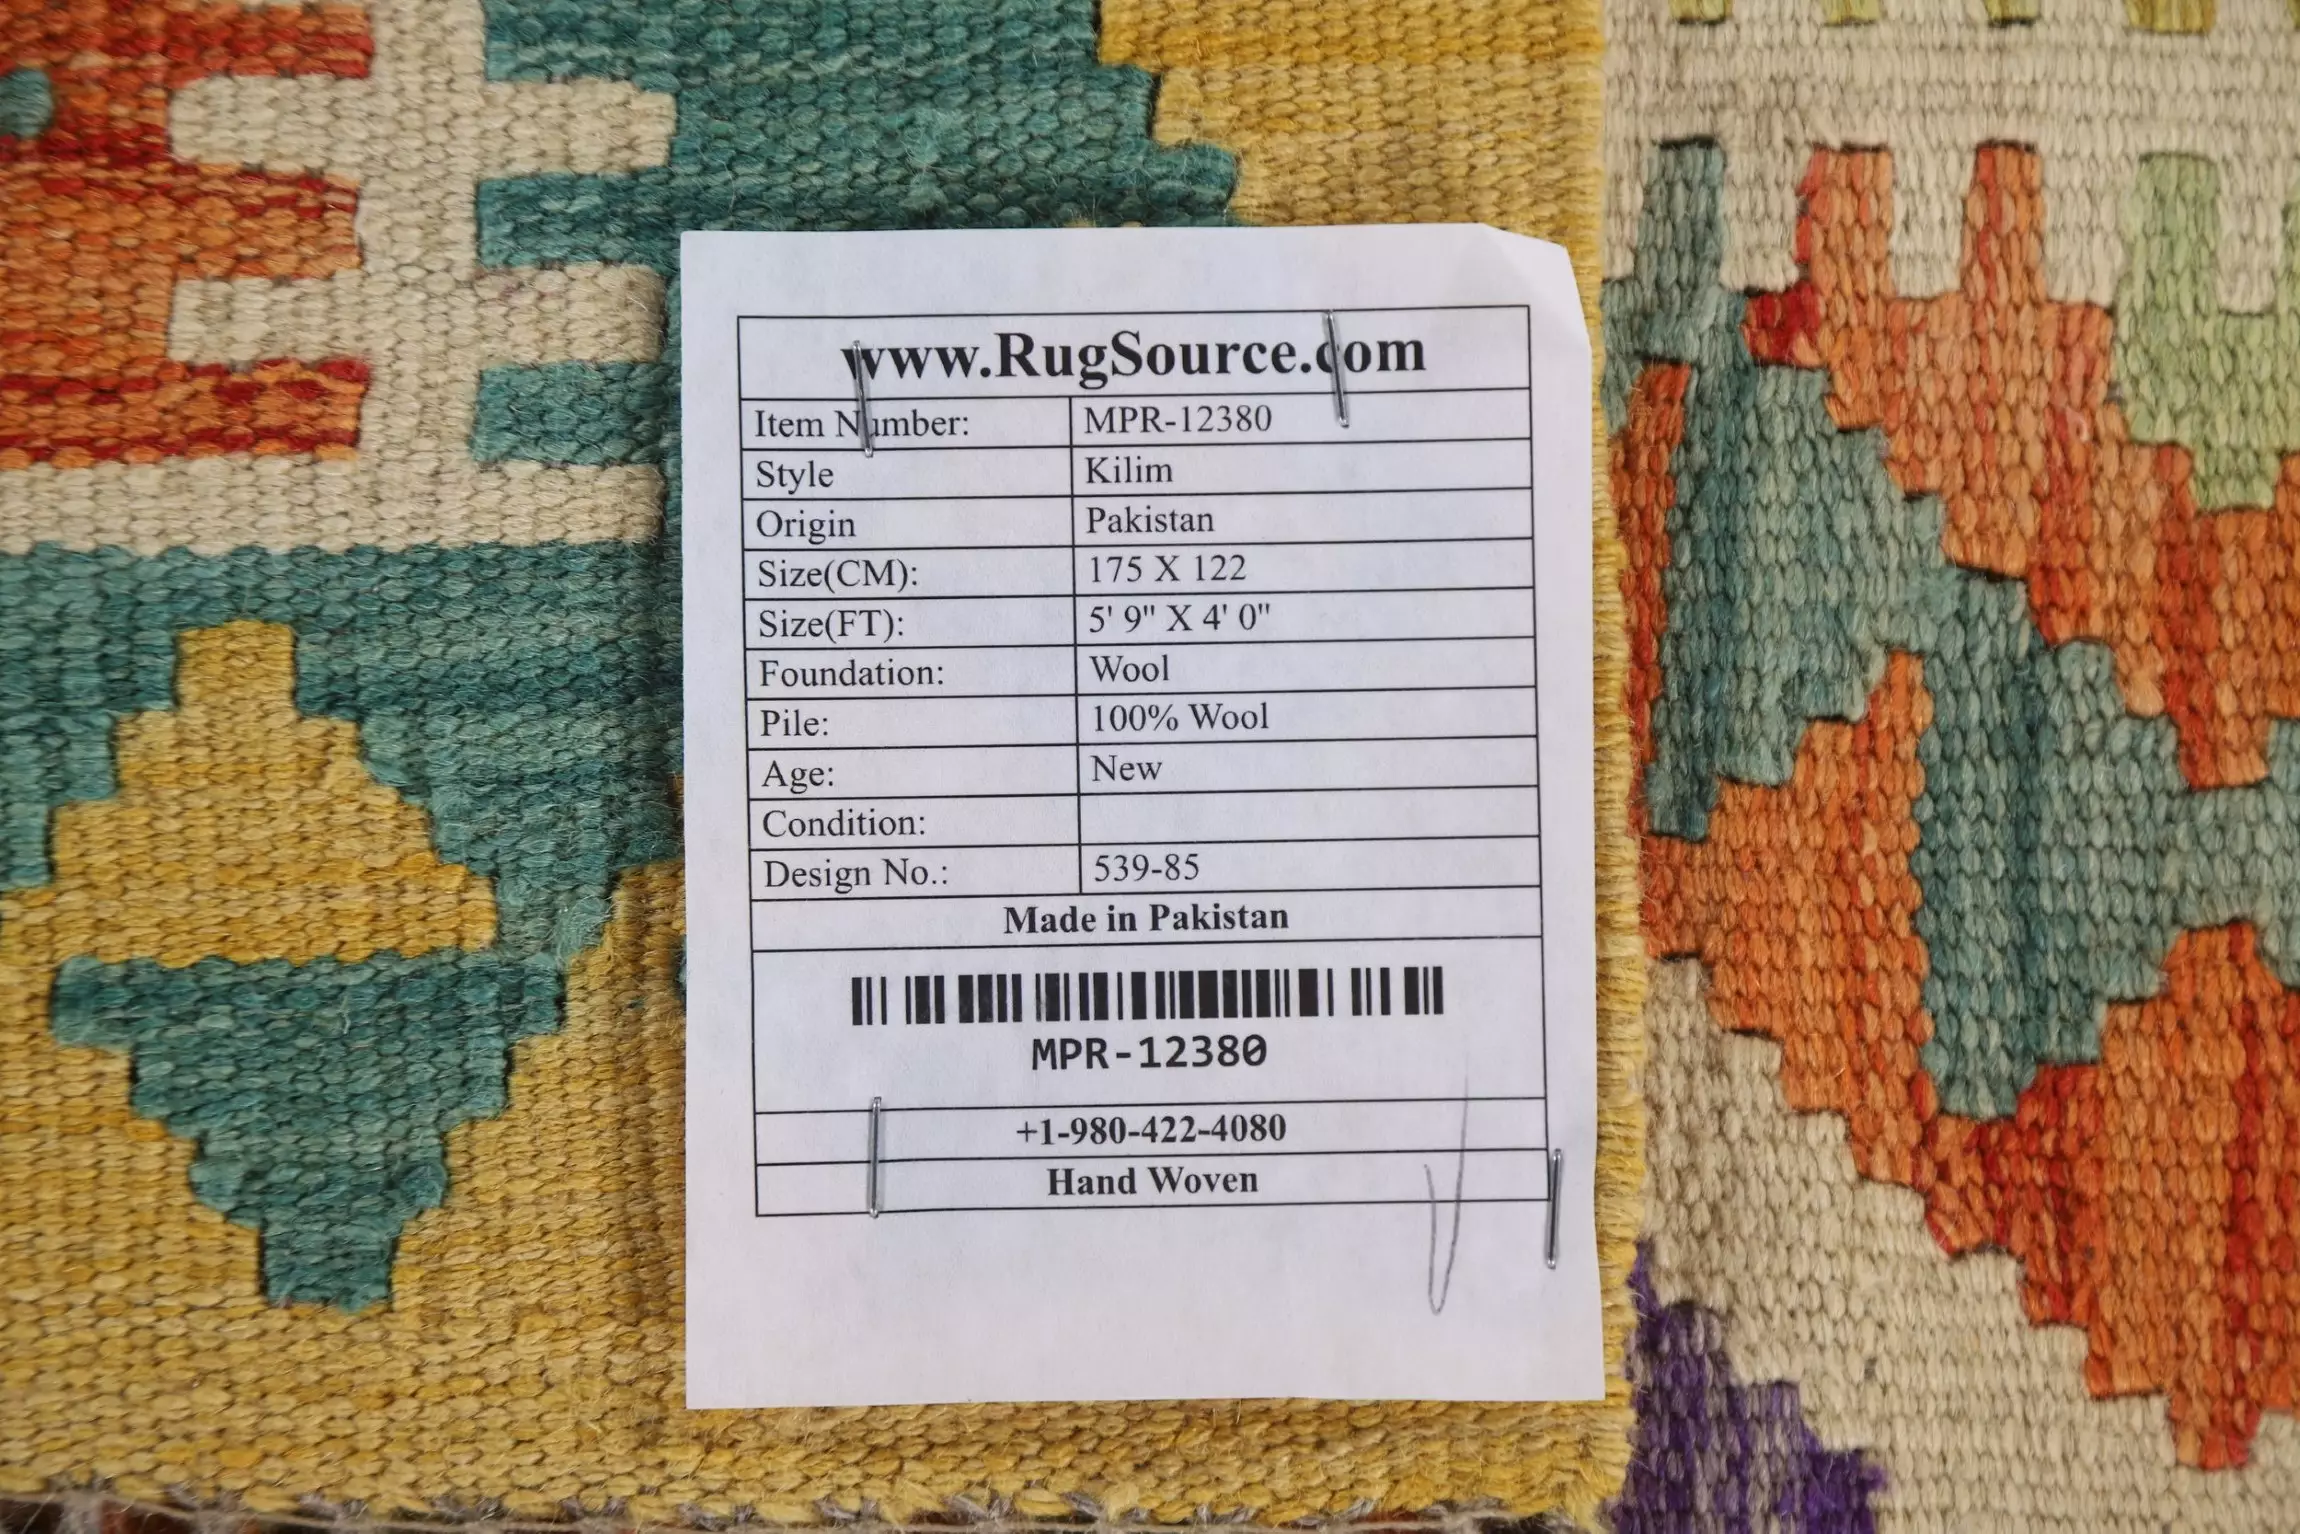 www.RugSource.com
Item Number: MPR-12380
Style Kilim
Origin Pakistan
Size(CM): 175 X 122
Size(FT): 5' 9" X 4' 0"
Foundation: Wool
Pile: 100% Wool
Age: New
Condition:
Design No.: 539-85
Made in Pakistan
MPR-12380
+1-980-422-4080
Hand Woven